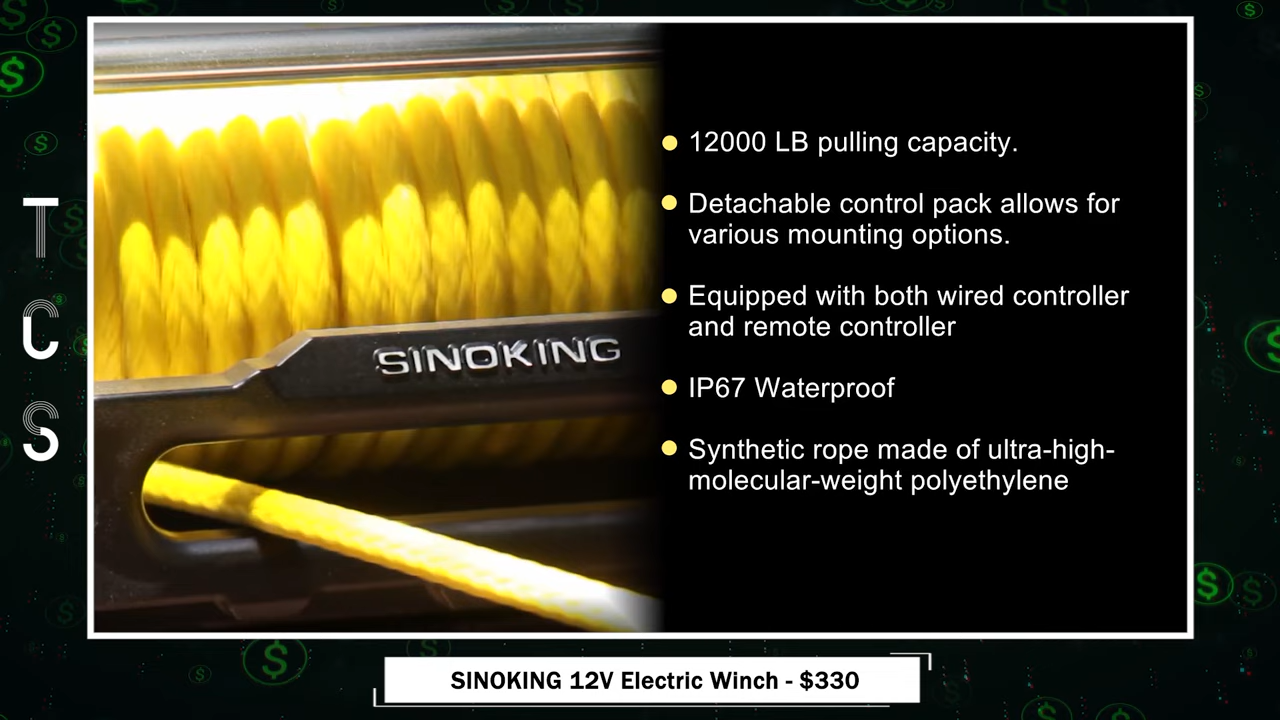 T
C
S
SINOKING
12000 LB pulling capacity.
Detachable control pack allows for
various mounting options.
Equipped with both wired controller
and remote controller
IP67 Waterproof
Synthetic rope made of ultra-high-
molecular-weight polyethylene
SINOKING 12V Electric Winch - $330